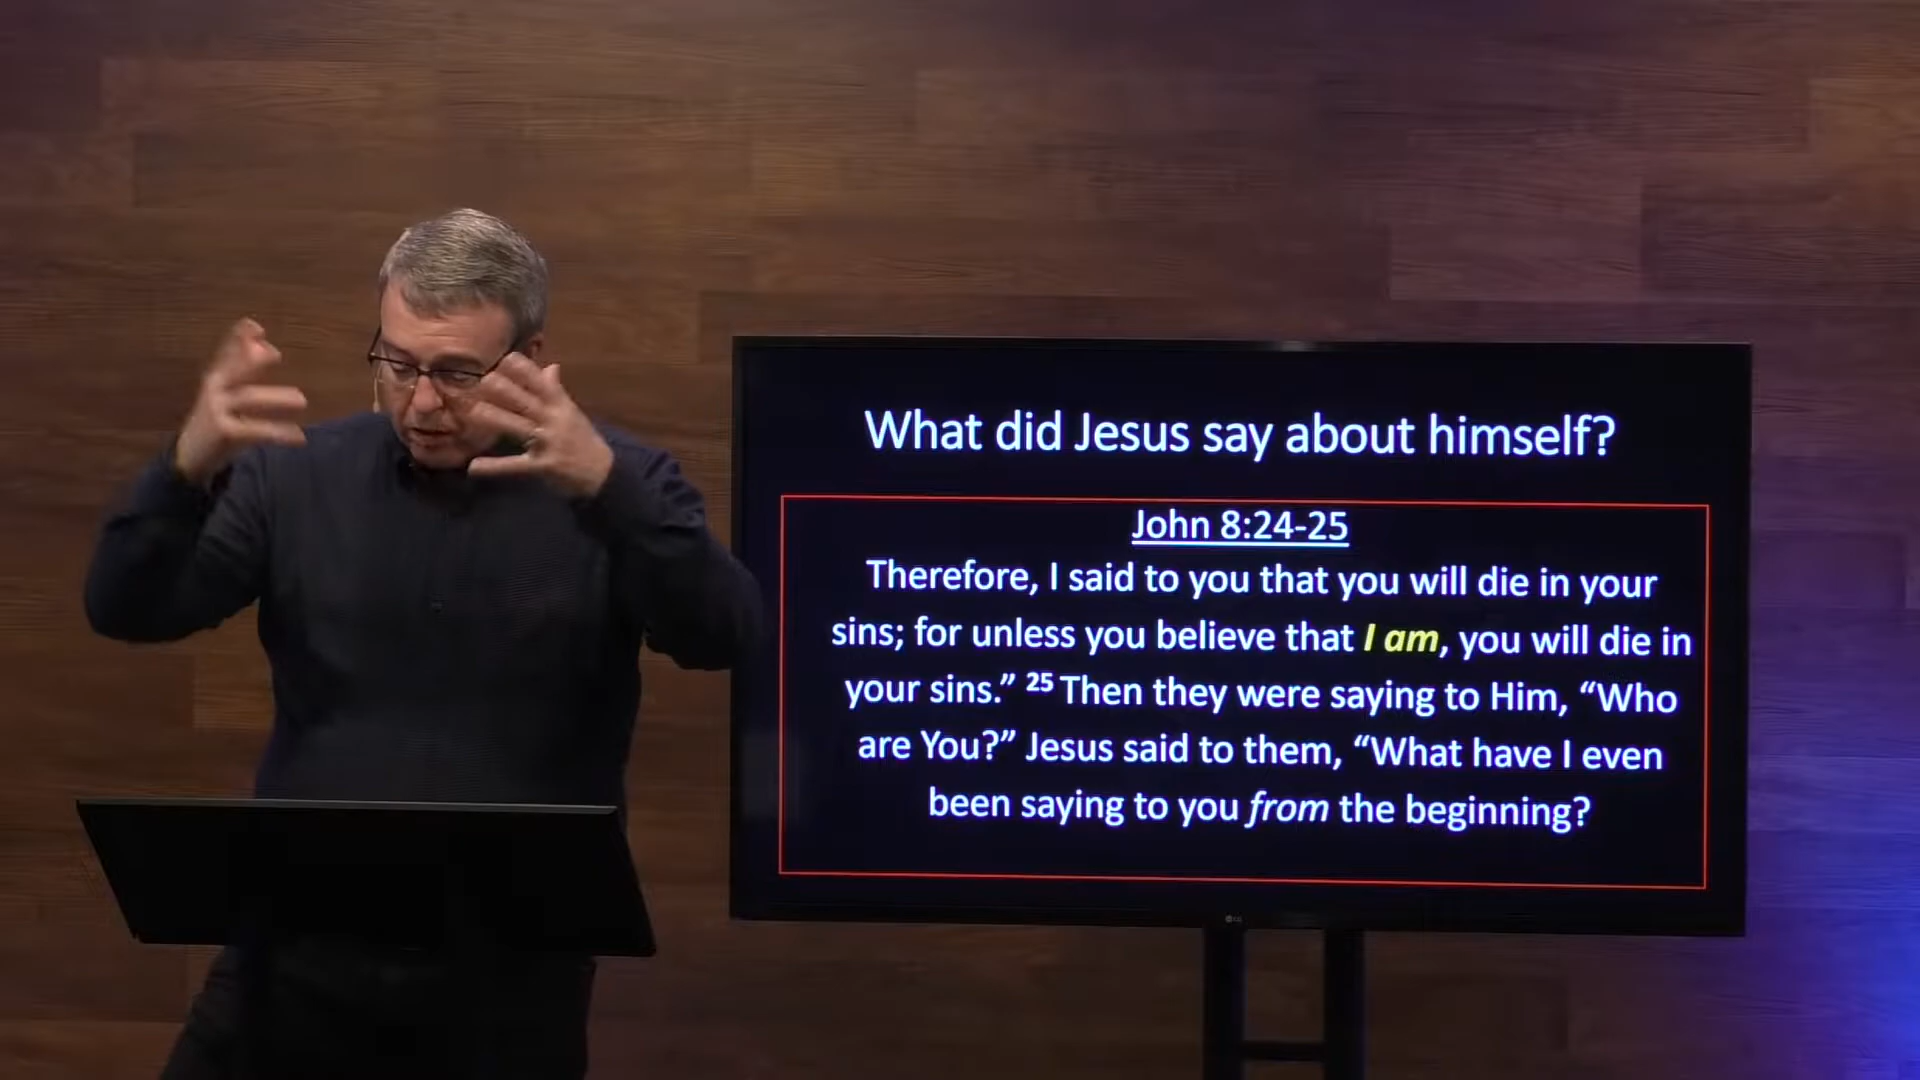 What did Jesus say about himself?
John 8:24-25
Therefore, I said to you that you will die in your
sins; for unless you believe that I am, you will die in
your sins.” 25 Then they were saying to Him, “Who
are You?” Jesus said to them, “What have I even
been saying to you from the beginning?
LG